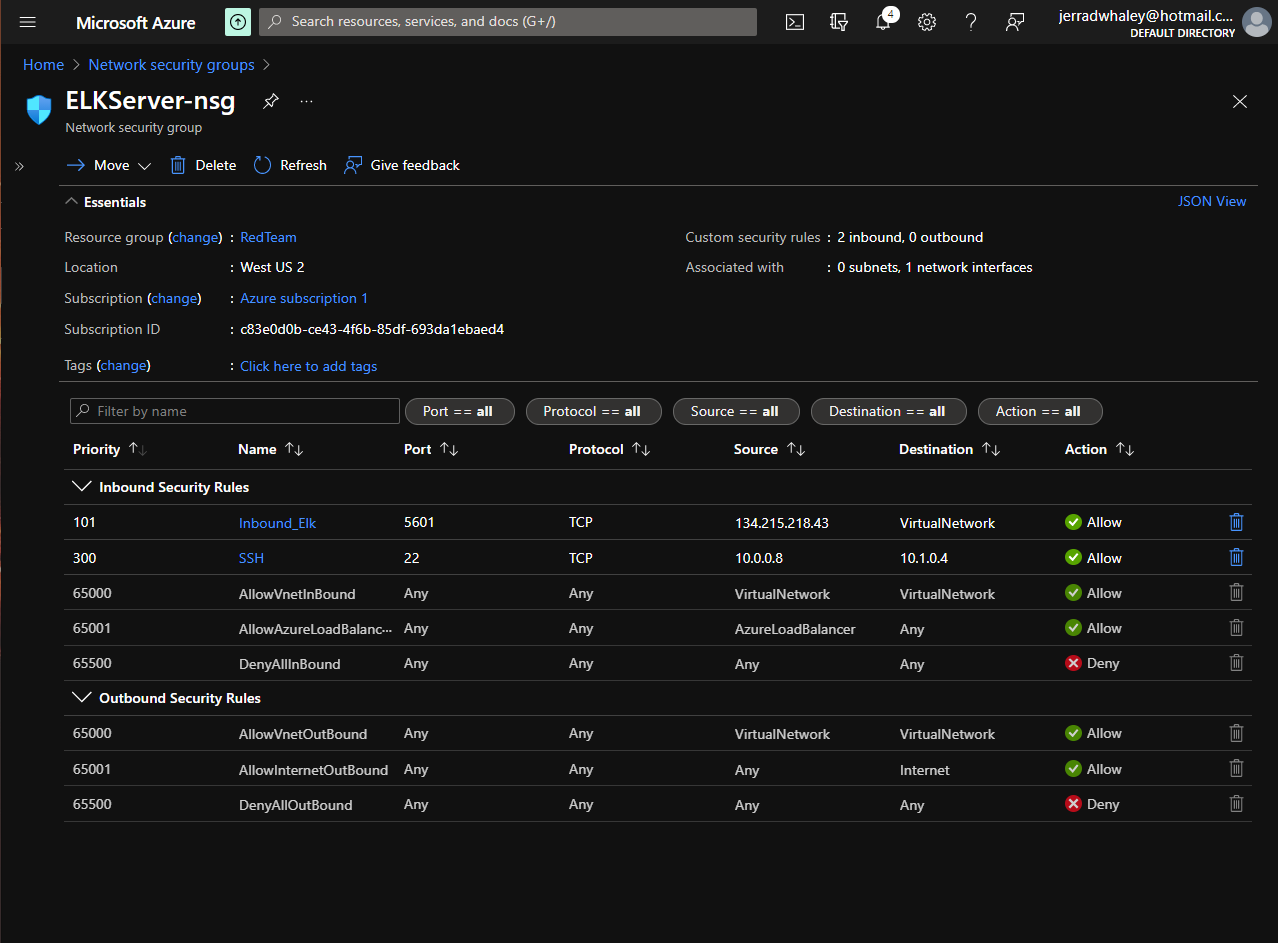 Microsoft Azure
Search resources, services, and docs (G+/)
4
jerradwhaley@hotmail.c...
DEFAULT DIRECTORY
Home > Network security groups >
ELKServer-nsg
Network security group
Move
Delete
Refresh
Give feedback
Essentials
JSON View
Resource group (change) : RedTeam
Location : West US 2
Subscription (change) : Azure subscription 1
Subscription ID : c83e0d0b-ce43-4f6b-85df-693da1ebaed4
Tags (change) : Click here to add tags
Custom security rules : 2 inbound, 0 outbound
Associated with : 0 subnets, 1 network interfaces
Filter by name
Port == all
Protocol == all
Source == all
Destination == all
Action == all
Priority Name Port Protocol Source Destination Action
Inbound Security Rules
101 Inbound_Elk 5601 TCP 134.215.218.43 VirtualNetwork Allow
300 SSH 22 TCP 10.0.0.8 10.1.0.4 Allow
65000 AllowVnetInBound Any Any VirtualNetwork VirtualNetwork Allow
65001 AllowAzureLoadBalanc... Any Any AzureLoadBalancer Any Allow
65500 DenyAllInBound Any Any Any Any Deny
Outbound Security Rules
65000 AllowVnetOutBound Any Any VirtualNetwork VirtualNetwork Allow
65001 AllowInternetOutBound Any Any Any Internet Allow
65500 DenyAllOutBound Any Any Any Any Deny